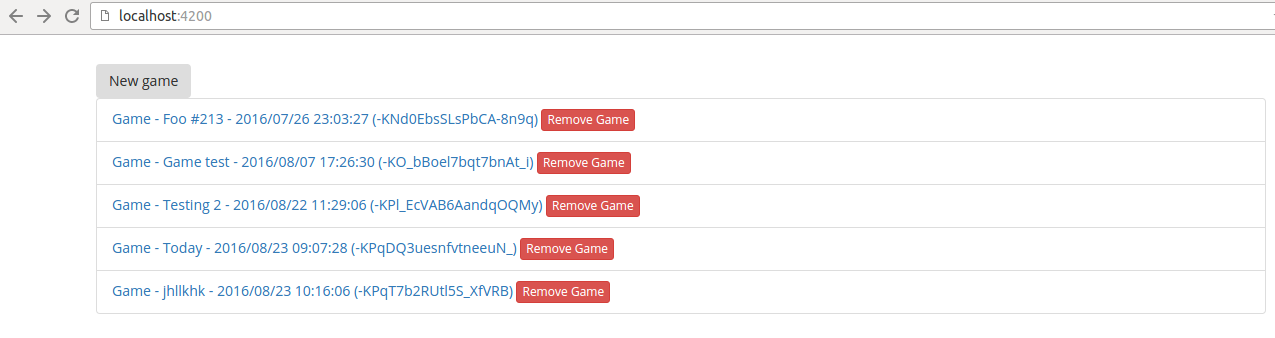 localhost:4200
New game
Game - Foo #213 - 2016/07/26 23:03:27 (-KNd0EbsSLsPbCA-8n9q) Remove Game
Game - Game test - 2016/08/07 17:26:30 (-KO_bBoel7bqt7bnAt_i) Remove Game
Game - Testing 2 - 2016/08/22 11:29:06 (-KPl_EcVAB6AandqOQMy) Remove Game
Game - Today - 2016/08/23 09:07:28 (-KPqDQ3uesnfvtneeuN_) Remove Game
Game - jhllkhk - 2016/08/23 10:16:06 (-KPqT7b2RUtl5S_XfVRB) Remove Game